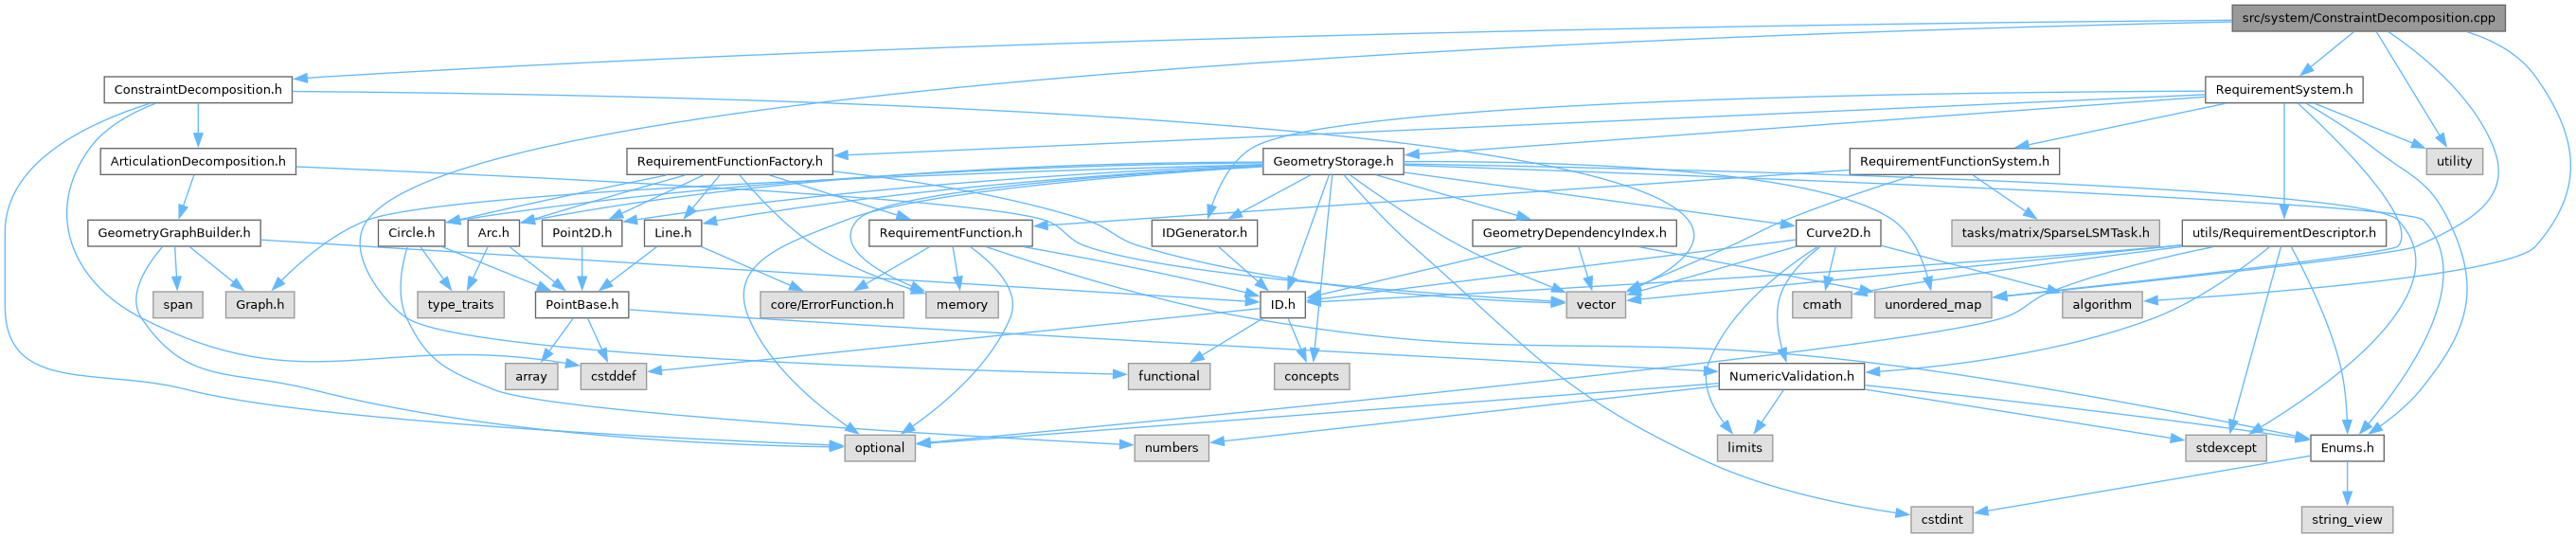 src/system/ConstraintDecomposition.cpp
ConstraintDecomposition.h
RequirementSystem.h
ArticulationDecomposition.h
RequirementFunctionFactory.h
GeometryStorage.h
RequirementFunctionSystem.h
utility
GeometryGraphBuilder.h
Circle.h
Arc.h
Point2D.h
Line.h
RequirementFunction.h
IDGenerator.h
GeometryDependencyIndex.h
Curve2D.h
tasks/matrix/SparseLSMTask.h
utils/RequirementDescriptor.h
span
Graph.h
type_traits
PointBase.h
core/ErrorFunction.h
memory
ID.h
vector
cmath
unordered_map
algorithm
array
cstddef
functional
concepts
NumericValidation.h
optional
numbers
limits
stdexcept
Enums.h
cstdint
string_view